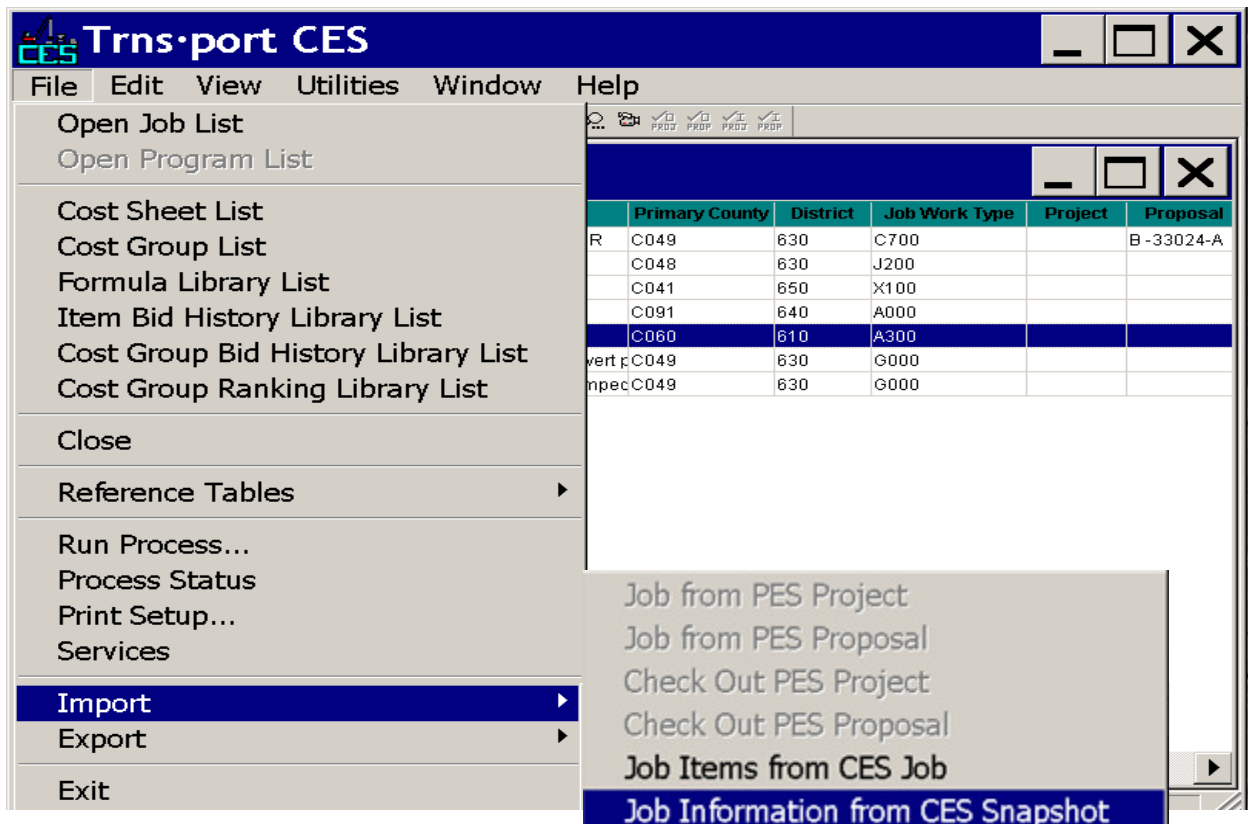 CES Trns·port CES
File Edit View Utilities Window Help
Open Job List
PROJ PROP PROJ PROP
Open Program List
Cost Sheet List
Cost Group List
Formula Library List
Item Bid History Library List
Cost Group Bid History Library List
Cost Group Ranking Library List
Close
Reference Tables
Run Process...
Process Status
Print Setup...
Services
Import
Export
Exit
Primary County District Job Work Type Project Proposal
R C049 630 C700 B-33024-A
C048 630 J200
C041 650 X100
C091 640 A000
C060 610 A300
vert p C049 630 G000
mpec C049 630 G000
Job from PES Project
Job from PES Proposal
Check Out PES Project
Check Out PES Proposal
Job Items from CES Job
Job Information from CES Snapshot